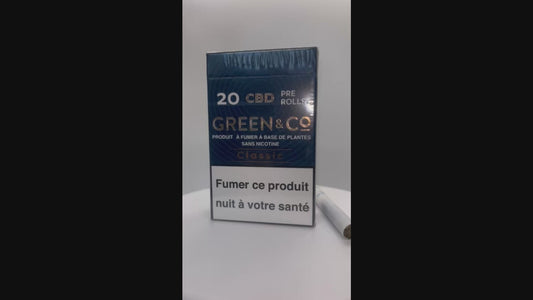 20 CBD PRE ROLLS
GREEN & CO
PRODUIT À FUMER À BASE DE PLANTES
SANS NICOTINE
Classic
Fumer ce produit
nuit à votre santé